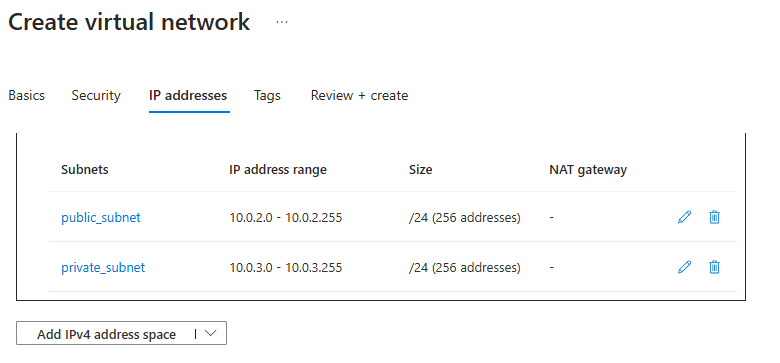 Create virtual network ...
Basics Security IP addresses Tags Review + create
Subnets IP address range Size NAT gateway
public_subnet 10.0.2.0 - 10.0.2.255 /24 (256 addresses) -
private_subnet 10.0.3.0 - 10.0.3.255 /24 (256 addresses) -
Add IPv4 address space